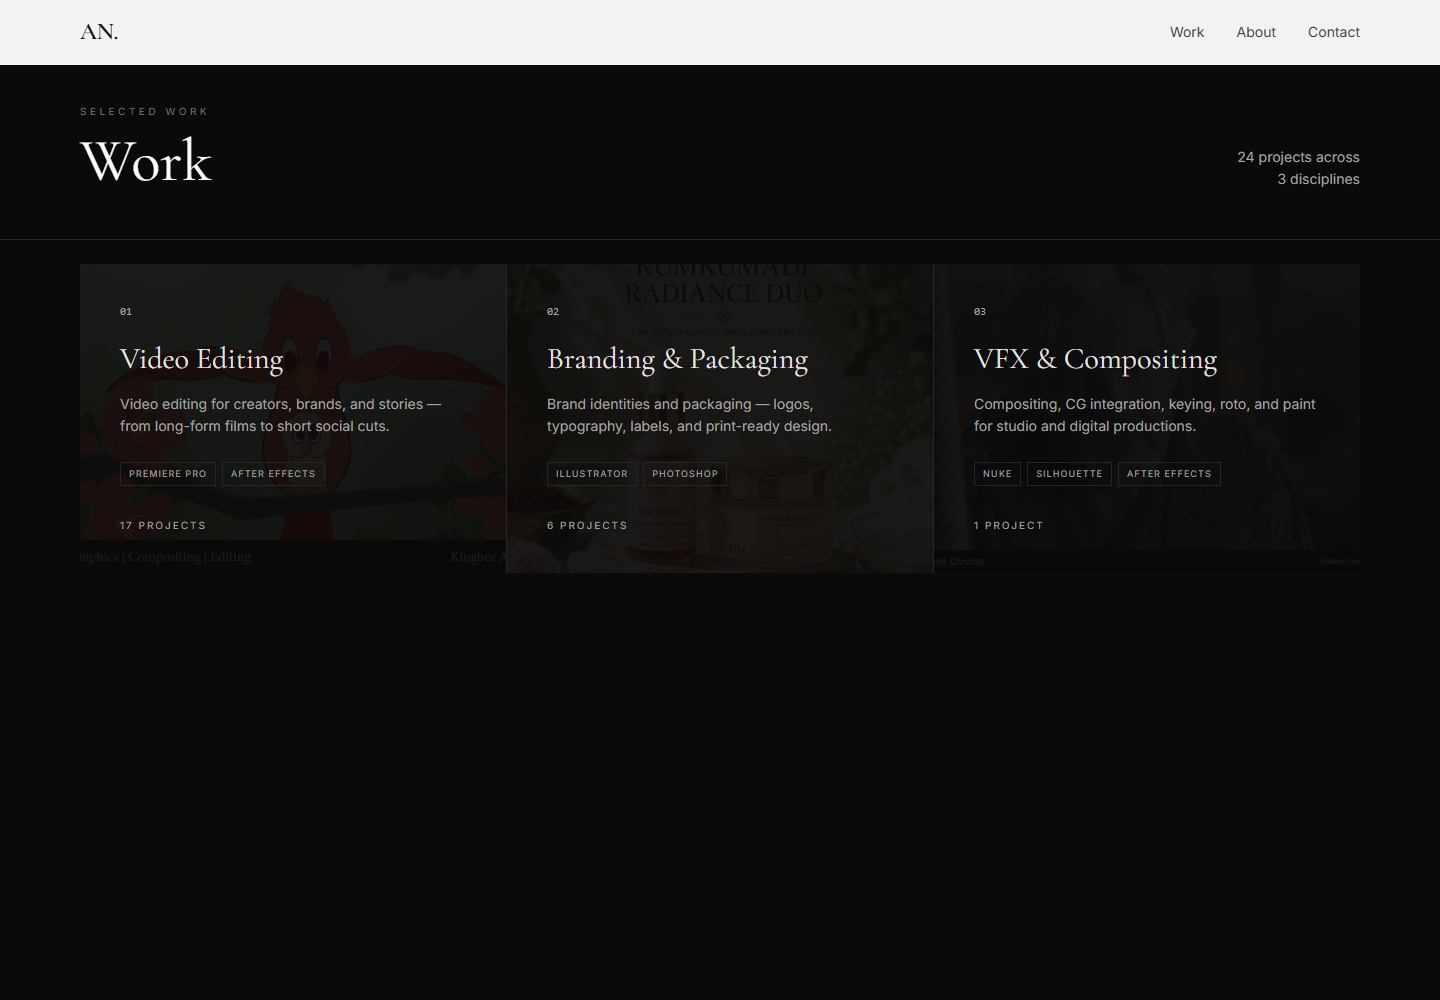 AN.
Work
About
Contact
SELECTED WORK
Work
24 projects across
3 disciplines
01
Video Editing
Video editing for creators, brands, and stories —
from long-form films to short social cuts.
PREMIERE PRO
AFTER EFFECTS
17 PROJECTS
raphics | Compositing | Editing
Kingbee A
KUMKUMADI
RADIANCE DUO
02
Branding & Packaging
Brand identities and packaging — logos,
typography, labels, and print-ready design.
ILLUSTRATOR
PHOTOSHOP
6 PROJECTS
03
VFX & Compositing
Compositing, CG integration, keying, roto, and paint
for studio and digital productions.
NUKE
SILHOUETTE
AFTER EFFECTS
1 PROJECT
en Chroma